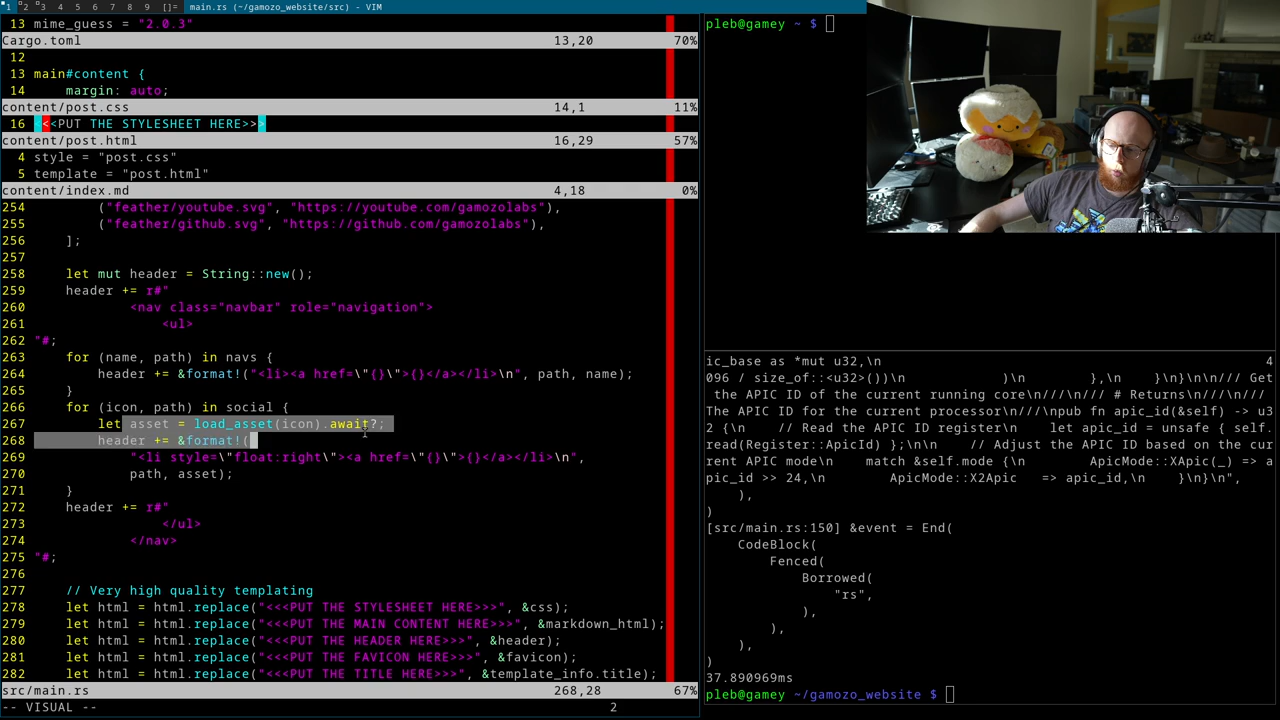 1 2 3 4 5 6 7 8 9 []= main.rs (~/gamozo_website/src) - VIM
13 mime_guess = "2.0.3"
Cargo.toml 13,20 70%
12
13 main#content {
14     margin: auto;
content/post.css 14,1 11%
16 <<<PUT THE STYLESHEET HERE>>>
content/post.html 16,29 57%
4 style = "post.css"
5 template = "post.html"
content/index.md 4,18 0%
254         ("feather/youtube.svg", "https://youtube.com/gamozolabs"),
255         ("feather/github.svg", "https://github.com/gamozolabs"),
256     ];
257
258     let mut header = String::new();
259     header += r#"
260             <nav class="navbar" role="navigation">
261                 <ul>
262 "#;
263     for (name, path) in navs {
264         header += &format!("<li><a href=\"{}\">{}</a></li>\n", path, name);
265     }
266     for (icon, path) in social {
267         let asset = load_asset(icon).await?;
268         header += &format!(
269             "<li style=\"float:right\"><a href=\"{}\">{}</a></li>\n",
270             path, asset);
271     }
272     header += r#"
273                 </ul>
274             </nav>
275 "#;
276
277     // Very high quality templating
278     let html = html.replace("<<<PUT THE STYLESHEET HERE>>>", &css);
279     let html = html.replace("<<<PUT THE MAIN CONTENT HERE>>>", &markdown_html);
280     let html = html.replace("<<<PUT THE HEADER HERE>>>", &header);
281     let html = html.replace("<<<PUT THE FAVICON HERE>>>", &favicon);
282     let html = html.replace("<<<PUT THE TITLE HERE>>>", &template_info.title);
src/main.rs 268,28 67%
-- VISUAL -- 2
pleb@gamey ~ $
ic_base as *mut u32,\n                                                4
096 / size_of::<u32>())\n         )\n        },\n    }\n}\n\n/// Get
 the APIC ID of the current running core\n///\n/// # Returns\n///\n///
The APIC ID for the current processor\n///\npub fn apic_id(&self) -> u3
2 {\n    // Read the APIC ID register\n    let apic_id = unsafe { self.
read(Register::ApicId) };\n\n    // Adjust the APIC ID based on the cur
rent APIC mode\n    match &self.mode {\n        ApicMode::XApic(_) => a
pic_id >> 24,\n        ApicMode::X2Apic   => apic_id,\n    }\n}\n",
    ),
)
[src/main.rs:150] &event = End(
    CodeBlock(
        Fenced(
            Borrowed(
                "rs",
            ),
        ),
    ),
)
37.890969ms
pleb@gamey ~/gamozo_website $